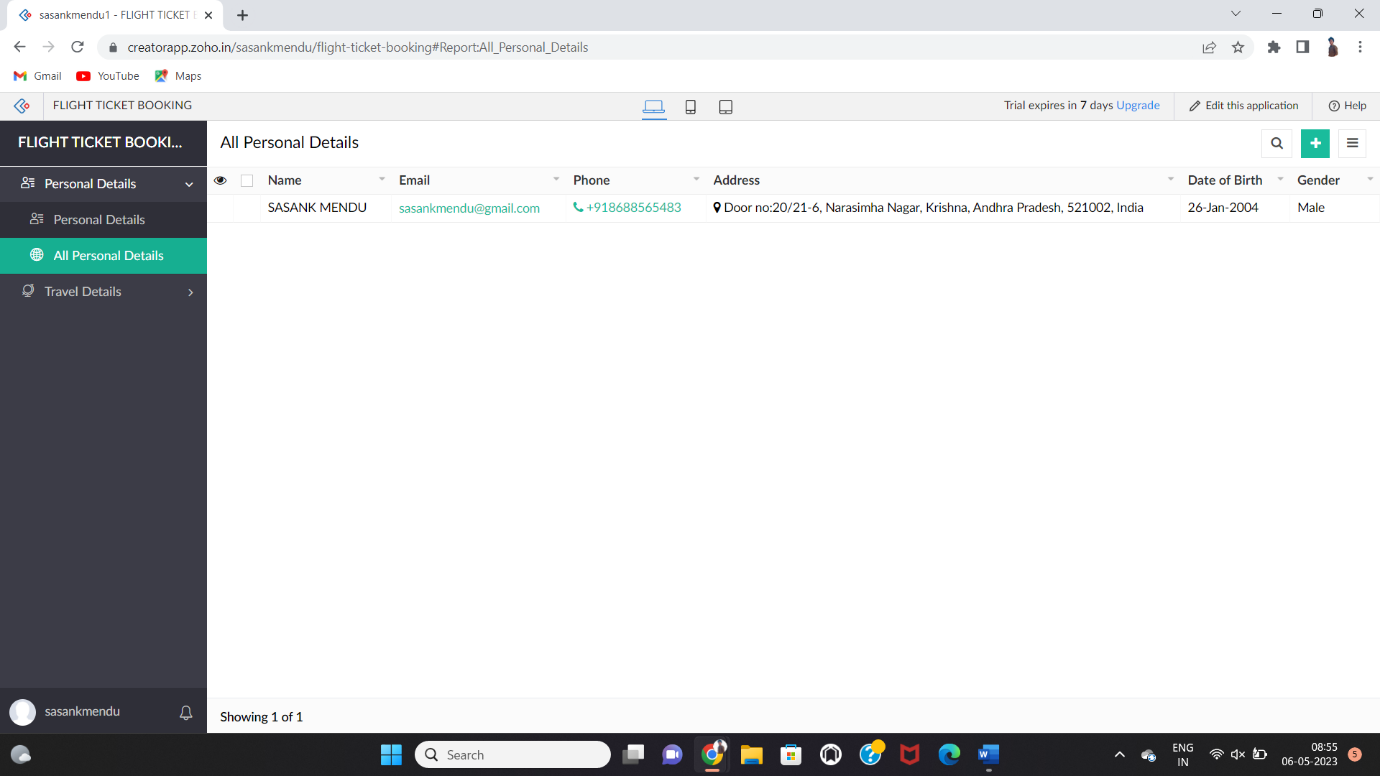 sasankmendu1 - FLIGHT TICKET
creatorapp.zoho.in/sasankmendu/flight-ticket-booking#Report:All_Personal_Details
Gmail YouTube Maps
FLIGHT TICKET BOOKING Trial expires in 7 days Upgrade Edit this application Help
FLIGHT TICKET BOOKI... All Personal Details
Personal Details Name Email Phone Address Date of Birth Gender
Personal Details SASANK MENDU sasankmendu@gmail.com +918688565483 Door no:20/21-6, Narasimha Nagar, Krishna, Andhra Pradesh, 521002, India 26-Jan-2004 Male
All Personal Details
Travel Details
sasankmendu Showing 1 of 1
Search ENG 08:55
IN 06-05-2023 5